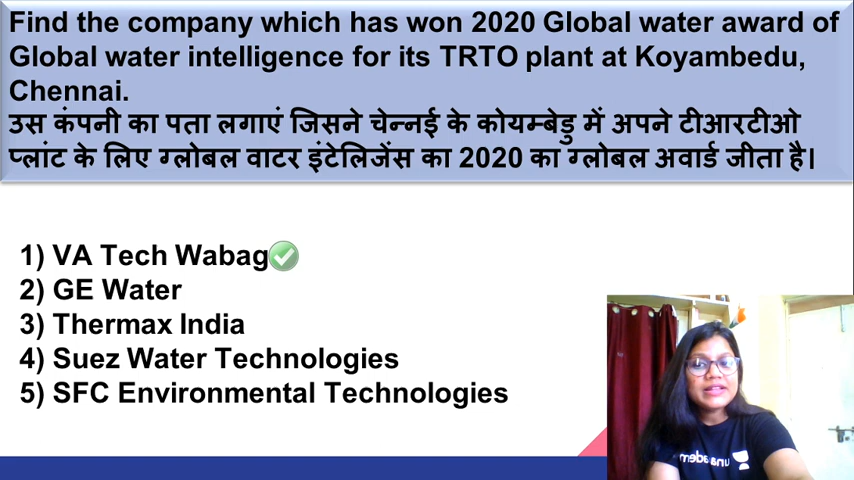 Find the company which has won 2020 Global water award of
Global water intelligence for its TRTO plant at Koyambedu,
Chennai.
उस कंपनी का पता लगाएं जिसने चेन्नई के कोयम्बेडु में अपने टीआरटीओ
प्लांट के लिए ग्लोबल वाटर इंटेलिजेंस का 2020 का ग्लोबल अवार्ड जीता है।
1) VA Tech Wabag
2) GE Water
3) Thermax India
4) Suez Water Technologies
5) SFC Environmental Technologies